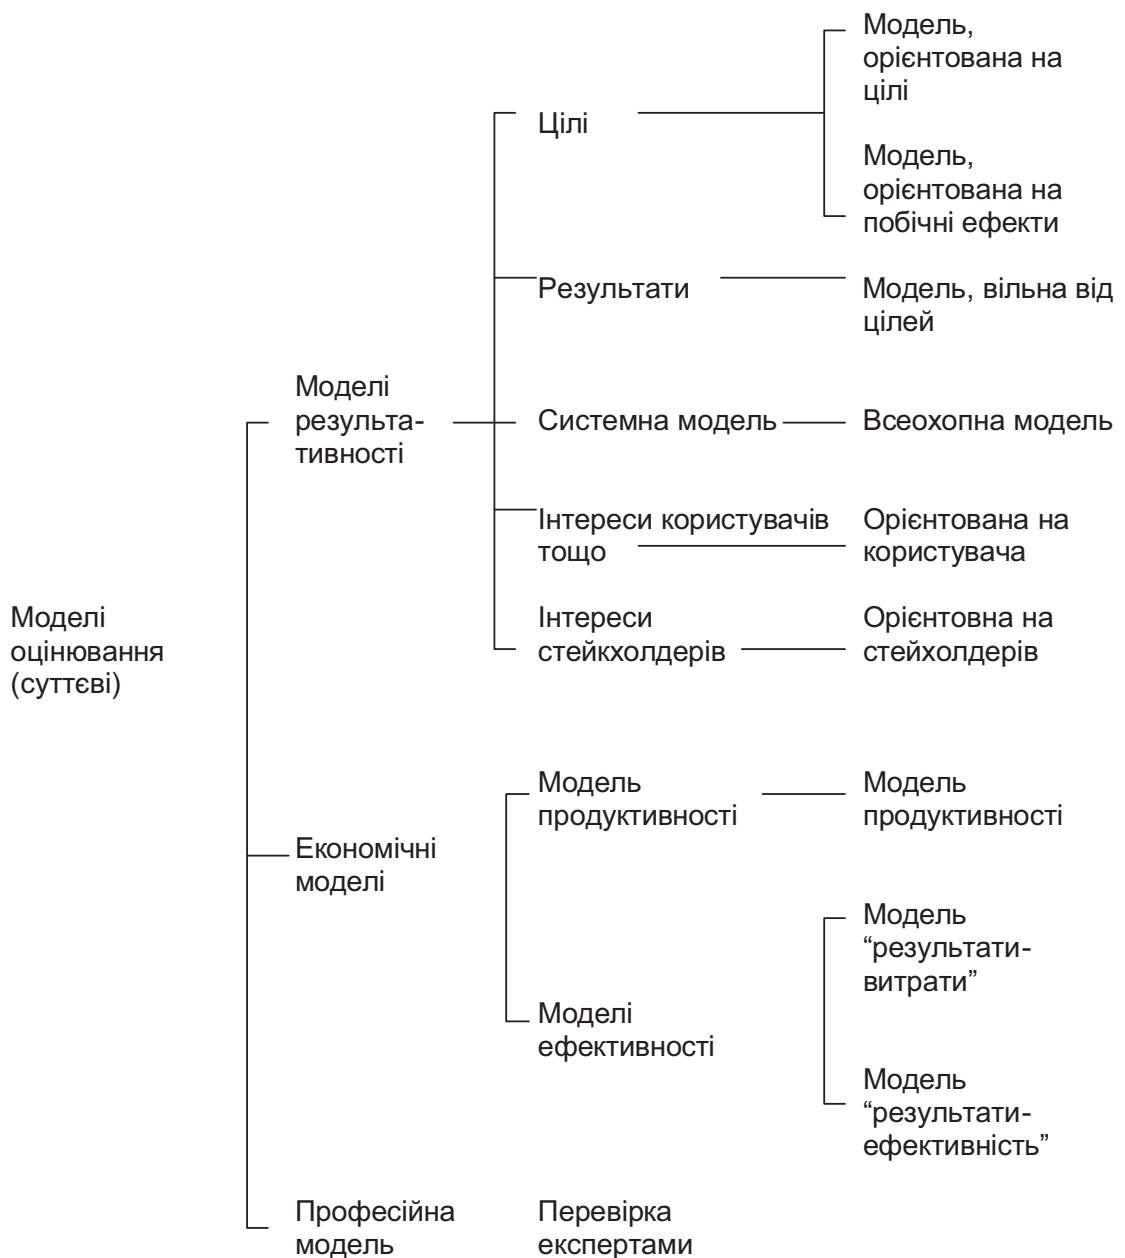 Модель,
орієнтована на
цілі
Цілі
Модель,
орієнтована на
побічні ефекти
Результати
Модель, вільна від
цілей
Моделі
результа-
тивності
Системна модель
Всеохопна модель
Інтереси користувачів
тощо
Орієнтована на
користувача
Моделі
оцінювання
(суттєві)
Інтереси
стейкхолдерів
Орієнтовна на
стейхолдерів
Модель
продуктивності
Модель
продуктивності
Економічні
моделі
Модель
“результати-
витрати”
Моделі
ефективності
Модель
“результати-
ефективність”
Професійна
модель
Перевірка
експертами